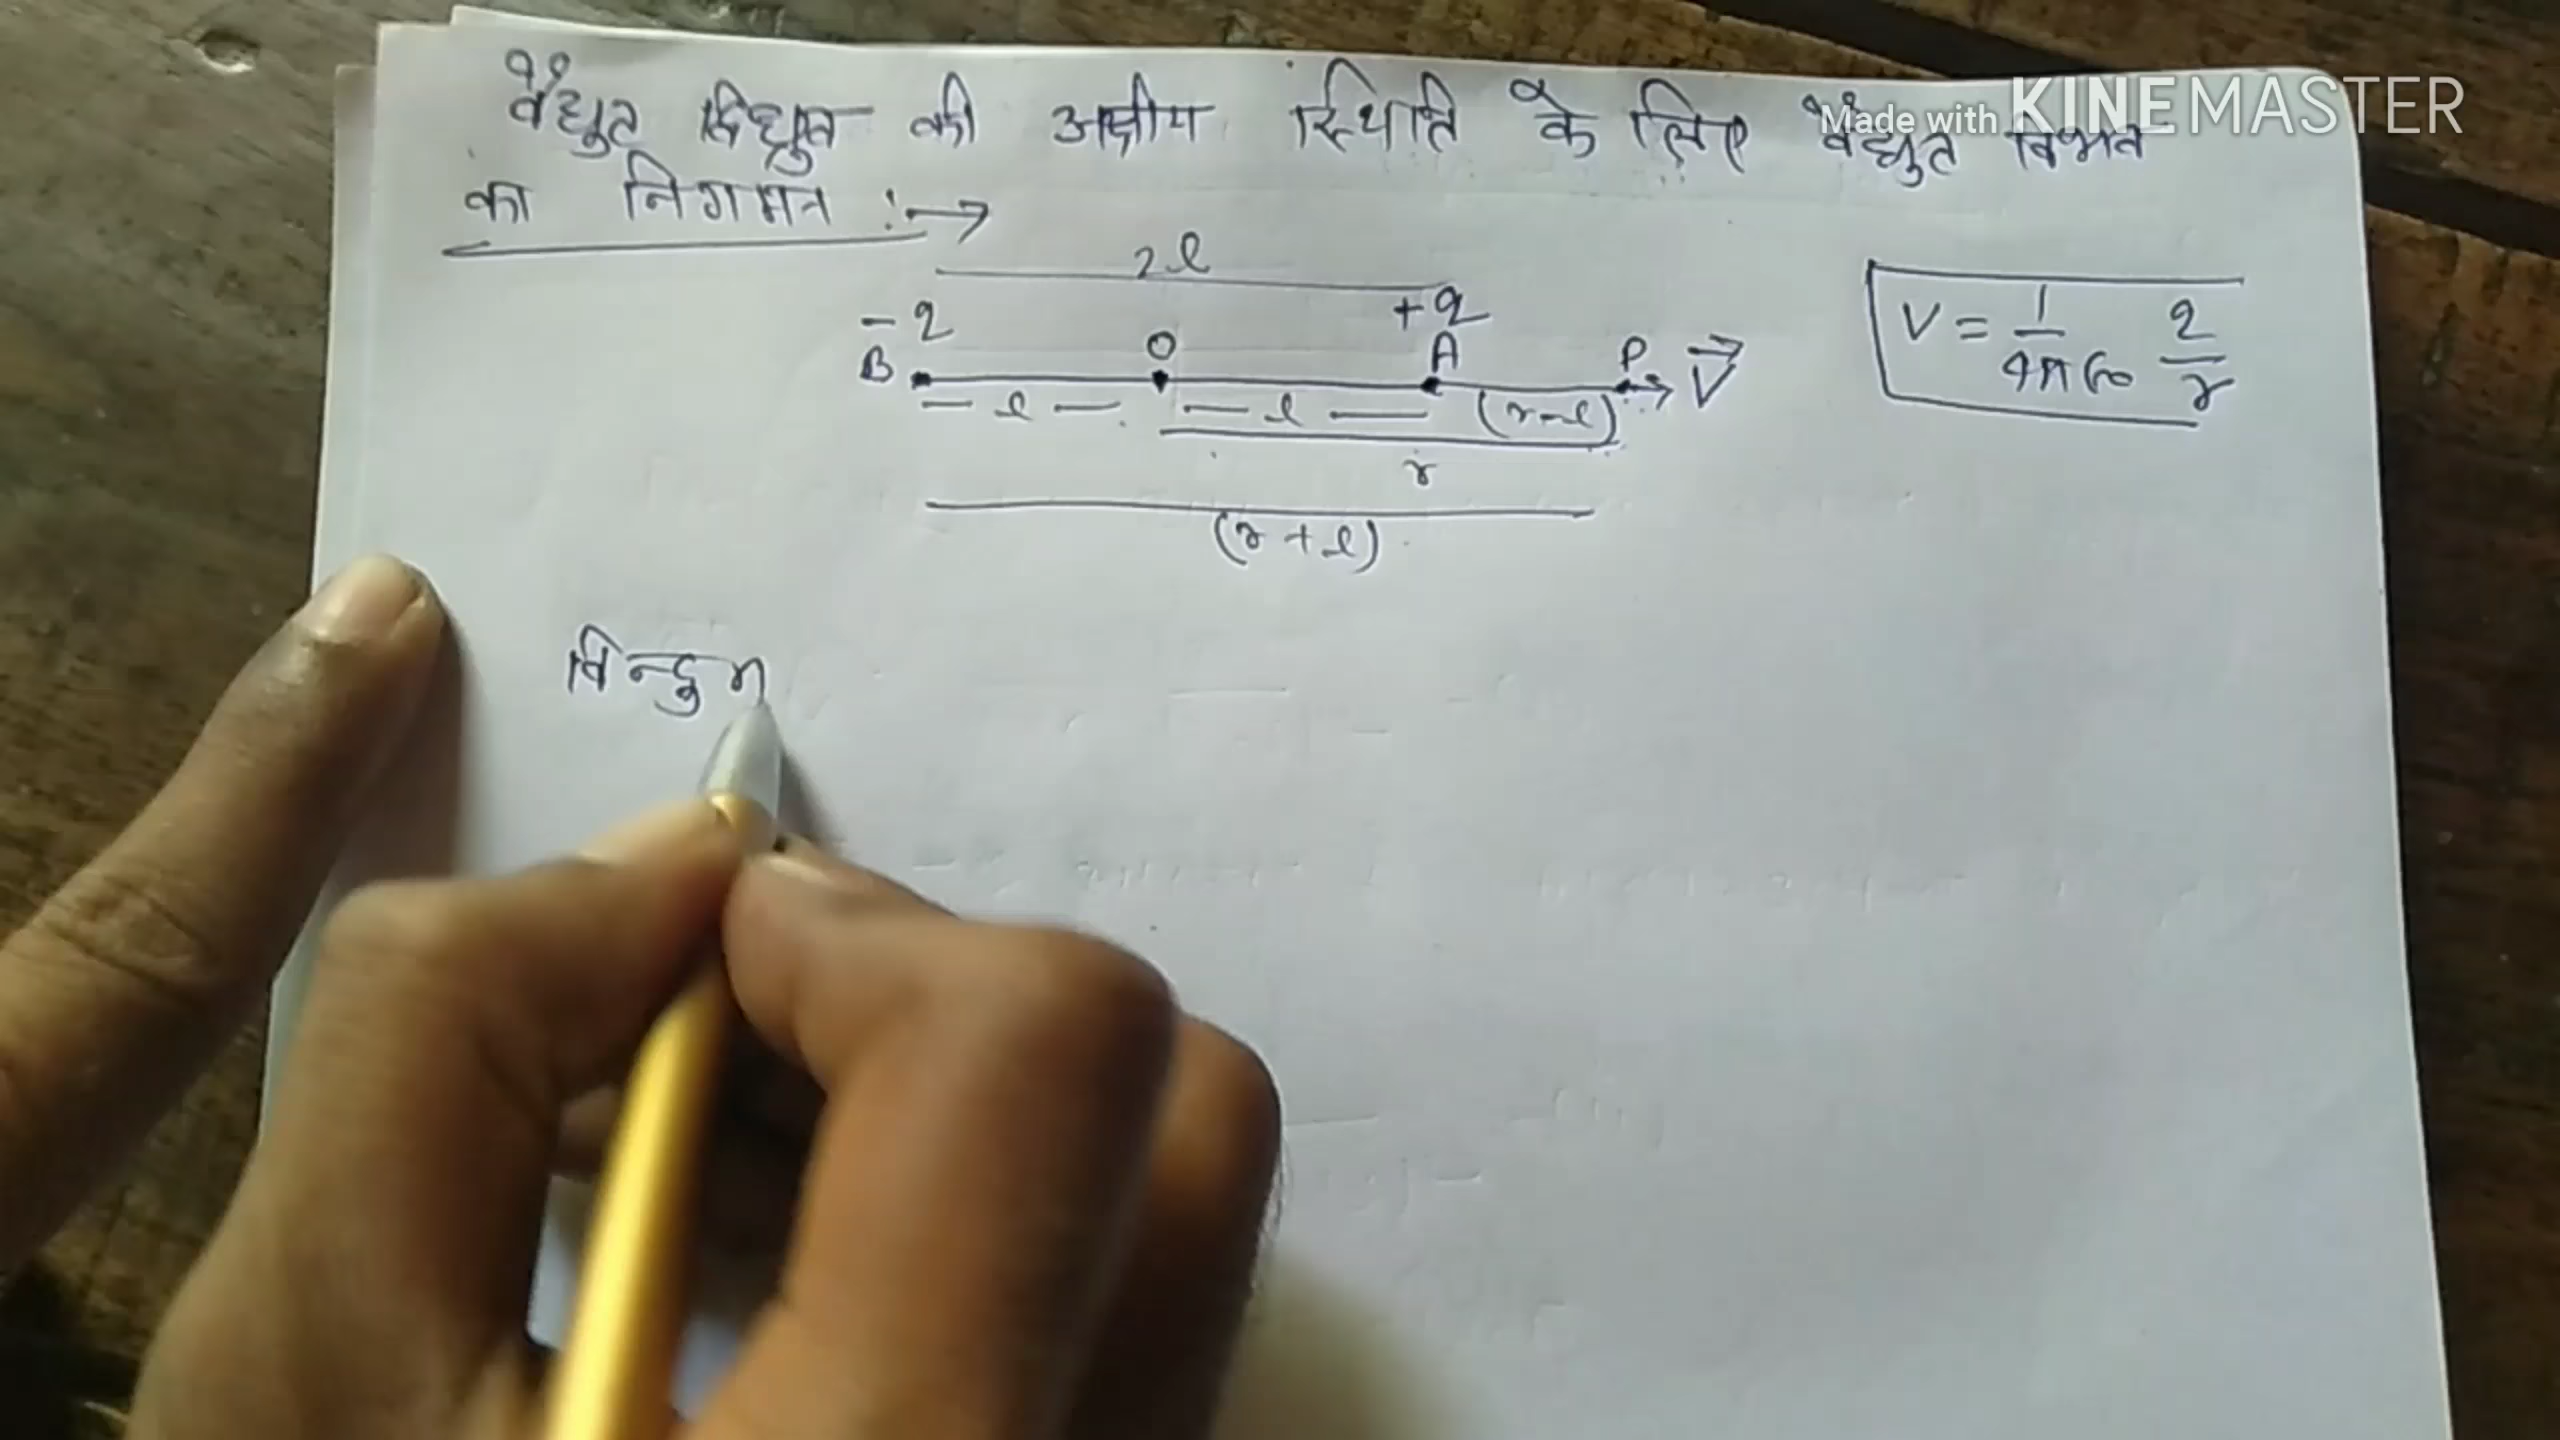 वैद्युत द्विध्रुव की अक्षीय स्थिति के लिए वैद्युत विभव
Made with KINEMASTER
का निगमन :→
2l
-q +q
B O A P V
l l (r-l)
r
(r+l)
V = 1/4πε0 q/r
बिन्दु